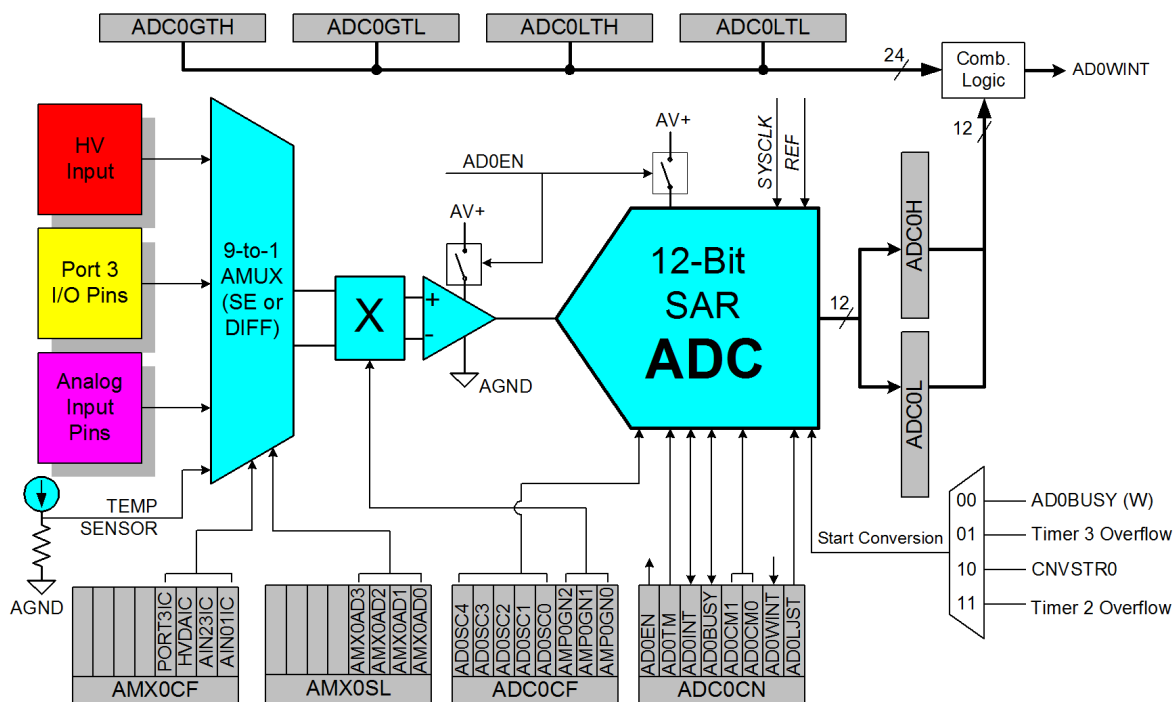 ADC0GTH
ADC0GTL
ADC0LTH
ADC0LTL
24
Comb.
Logic
AD0WINT
12
HV
Input
Port 3
I/O Pins
Analog
Input
Pins
9-to-1
AMUX
(SE or
DIFF)
AD0EN
AV+
AV+
SYSCLK
REF
X
+
-
AGND
12-Bit
SAR
ADC
12
ADC0H
ADC0L
TEMP
SENSOR
AGND
Start Conversion
00
AD0BUSY (W)
01
Timer 3 Overflow
10
CNVSTR0
11
Timer 2 Overflow
PORT3IC
HVDAIC
AIN23IC
AIN01IC
AMX0CF
AMX0AD3
AMX0AD2
AMX0AD1
AMX0AD0
AMX0SL
AD0SC4
AD0SC3
AD0SC2
AD0SC1
AD0SC0
AMP0GN2
AMP0GN1
AMP0GN0
ADC0CF
AD0EN
AD0TM
AD0INT
AD0BUSY
AD0CM1
AD0CM0
AD0WINT
AD0LJST
ADC0CN